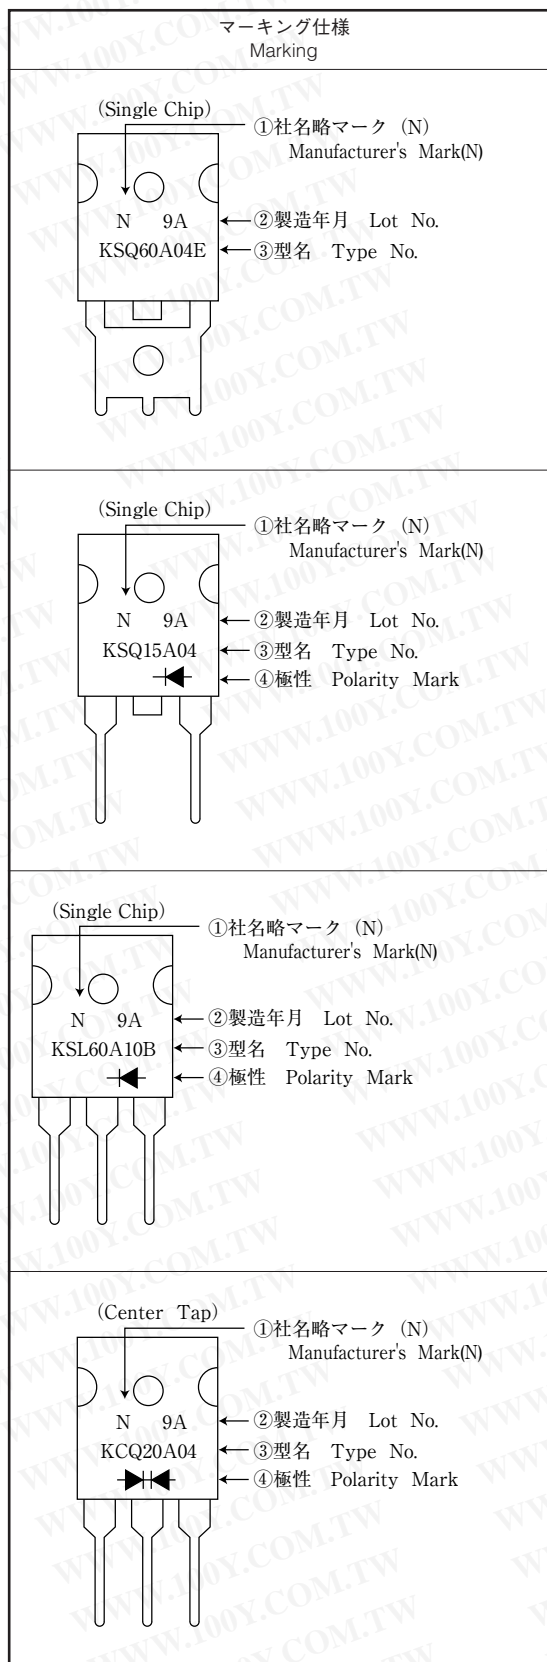 マーキング仕様
Marking
(Single Chip)
①社名略マーク (N)
Manufacturer's Mark(N)
N 9A
②製造年月 Lot No.
KSQ60A04E
③型名 Type No.
(Single Chip)
①社名略マーク (N)
Manufacturer's Mark(N)
N 9A
②製造年月 Lot No.
KSQ15A04
③型名 Type No.
④極性 Polarity Mark
(Single Chip)
①社名略マーク (N)
Manufacturer's Mark(N)
N 9A
②製造年月 Lot No.
KSL60A10B
③型名 Type No.
④極性 Polarity Mark
(Center Tap)
①社名略マーク (N)
Manufacturer's Mark(N)
N 9A
②製造年月 Lot No.
KCQ20A04
③型名 Type No.
④極性 Polarity Mark
WWW.100Y.COM.TW